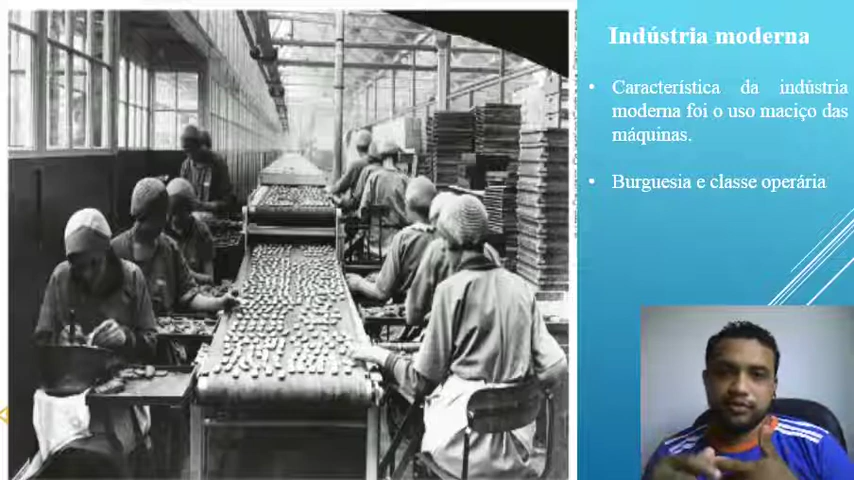 Indústria moderna
• Característica da indústria
moderna foi o uso maciço das
máquinas.
• Burguesia e classe operária